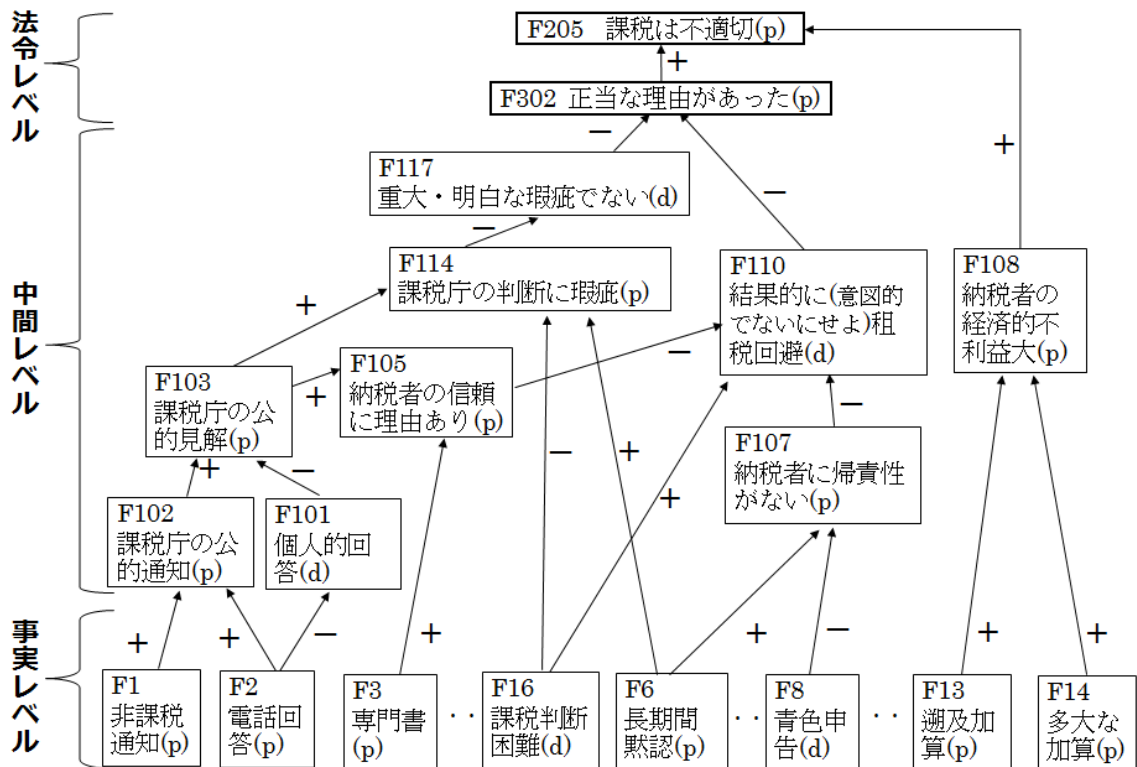 法令レベル
F205 課税は不適切(p)
+
F302 正当な理由があった(p)
−
+
F117
重大・明白な瑕疵でない(d)
−
−
中間レベル
F114
課税庁の判断に瑕疵(p)
F110
結果的に(意図的
でないにせよ)租
税回避(d)
F108
納税者の
経済的不
利益大(p)
+
−
F105
納税者の信頼
に理由あり(p)
F103
課税庁の公
的見解(p)
+
−
F107
納税者に帰責性
がない(p)
+
−
−
+
+
F102
課税庁の公
的通知(p)
F101
個人的回
答(d)
事実レベル
+
+
−
+
+
−
+
+
F1
非課税
通知(p)
F2
電話回
答(p)
F3
専門書
(p)
‥
F16
課税判断
困難(d)
F6
長期間
黙認(p)
‥
F8
青色申
告(d)
‥
F13
遡及加
算(p)
F14
多大な
加算(p)